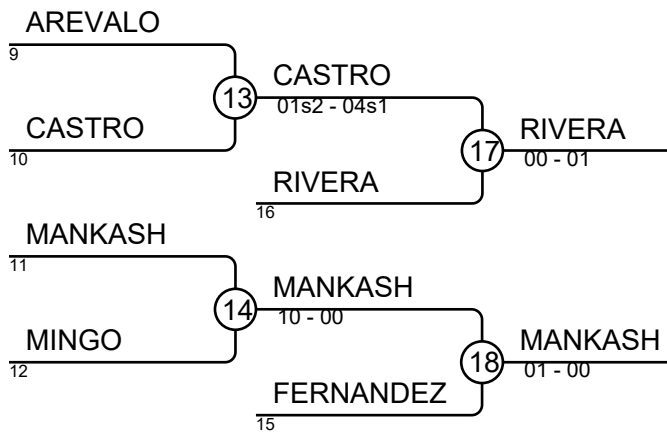 AREVALO
9
13
CASTRO
01s2 - 04s1
CASTRO
10
17
RIVERA
00 - 01
RIVERA
16
MANKASH
11
14
MANKASH
10 - 00
MINGO
12
18
MANKASH
01 - 00
FERNANDEZ
15